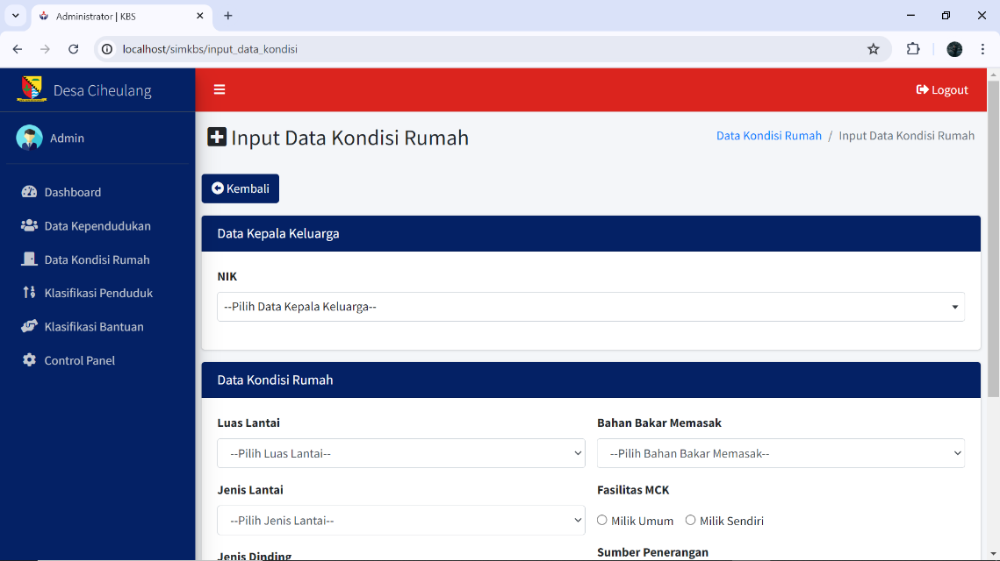 Administrator | KBS
localhost/simkbs/input_data_kondisi
Desa Ciheulang
Logout
Admin
Input Data Kondisi Rumah
Data Kondisi Rumah / Input Data Kondisi Rumah
Kembali
Dashboard
Data Kependudukan
Data Kondisi Rumah
Klasifikasi Penduduk
Klasifikasi Bantuan
Control Panel
Data Kepala Keluarga
NIK
--Pilih Data Kepala Keluarga--
Data Kondisi Rumah
Luas Lantai
--Pilih Luas Lantai--
Jenis Lantai
--Pilih Jenis Lantai--
Jenis Dinding
Bahan Bakar Memasak
--Pilih Bahan Bakar Memasak--
Fasilitas MCK
Milik Umum Milik Sendiri
Sumber Penerangan